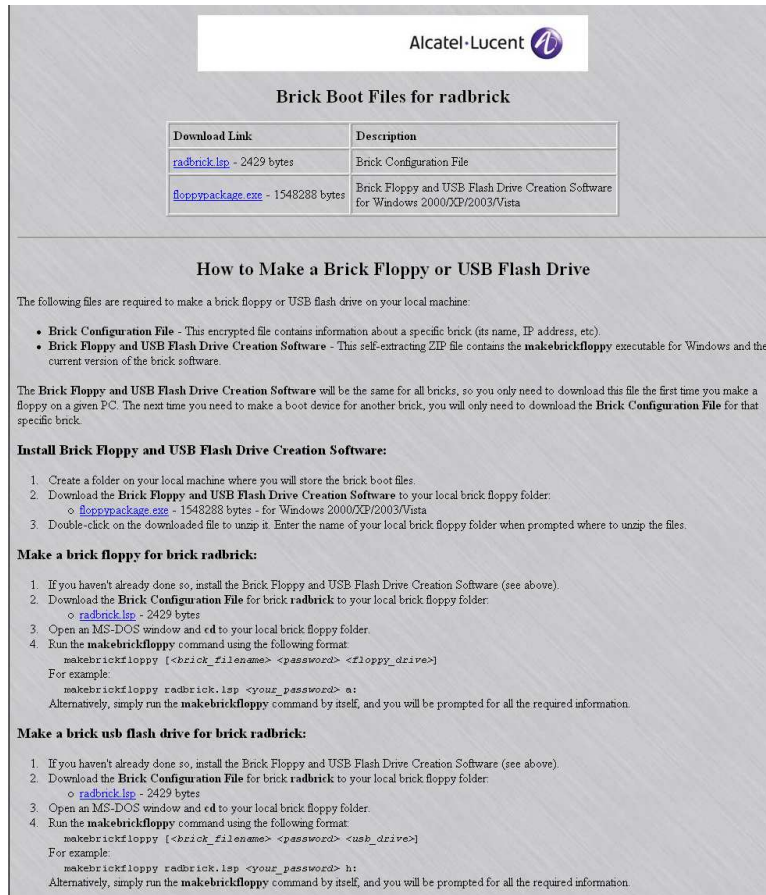 Alcatel·Lucent
Brick Boot Files for radbrick
Download Link Description
radbrick.lsp - 2429 bytes Brick Configuration File
floppypackage.exe - 1548288 bytes Brick Floppy and USB Flash Drive Creation Software
for Windows 2000/XP/2003/Vista
How to Make a Brick Floppy or USB Flash Drive
The following files are required to make a brick floppy or USB flash drive on your local machine:
• Brick Configuration File - This encrypted file contains information about a specific brick (its name, IP address, etc).
• Brick Floppy and USB Flash Drive Creation Software - This self-extracting ZIP file contains the makebrickfloppy executable for Windows and the
current version of the brick software.
The Brick Floppy and USB Flash Drive Creation Software will be the same for all bricks, so you only need to download this file the first time you make a
floppy on a given PC. The next time you need to make a boot device for another brick, you will only need to download the Brick Configuration File for that
specific brick.
Install Brick Floppy and USB Flash Drive Creation Software:
1. Create a folder on your local machine where you will store the brick boot files.
2. Download the Brick Floppy and USB Flash Drive Creation Software to your local brick floppy folder:
o floppypackage.exe - 1548288 bytes - for Windows 2000/XP/2003/Vista
3. Double-click on the downloaded file to unzip it. Enter the name of your local brick floppy folder when prompted where to unzip the files.
Make a brick floppy for brick radbrick:
1. If you haven't already done so, install the Brick Floppy and USB Flash Drive Creation Software (see above).
2. Download the Brick Configuration File for brick radbrick to your local brick floppy folder:
o radbrick.lsp - 2429 bytes
3. Open an MS-DOS window and cd to your local brick floppy folder.
4. Run the makebrickfloppy command using the following format:
makebrickfloppy [<brick_filename> <password> <floppy_drive>]
For example:
makebrickfloppy radbrick.lsp <your_password> a:
Alternatively, simply run the makebrickfloppy command by itself, and you will be prompted for all the required information.
Make a brick usb flash drive for brick radbrick:
1. If you haven't already done so, install the Brick Floppy and USB Flash Drive Creation Software (see above).
2. Download the Brick Configuration File for brick radbrick to your local brick floppy folder:
o radbrick.lsp - 2429 bytes
3. Open an MS-DOS window and cd to your local brick floppy folder.
4. Run the makebrickfloppy command using the following format:
makebrickfloppy [<brick_filename> <password> <usb_drive>]
For example:
makebrickfloppy radbrick.lsp <your_password> h:
Alternatively, simply run the makebrickfloppy command by itself, and you will be prompted for all the required information.